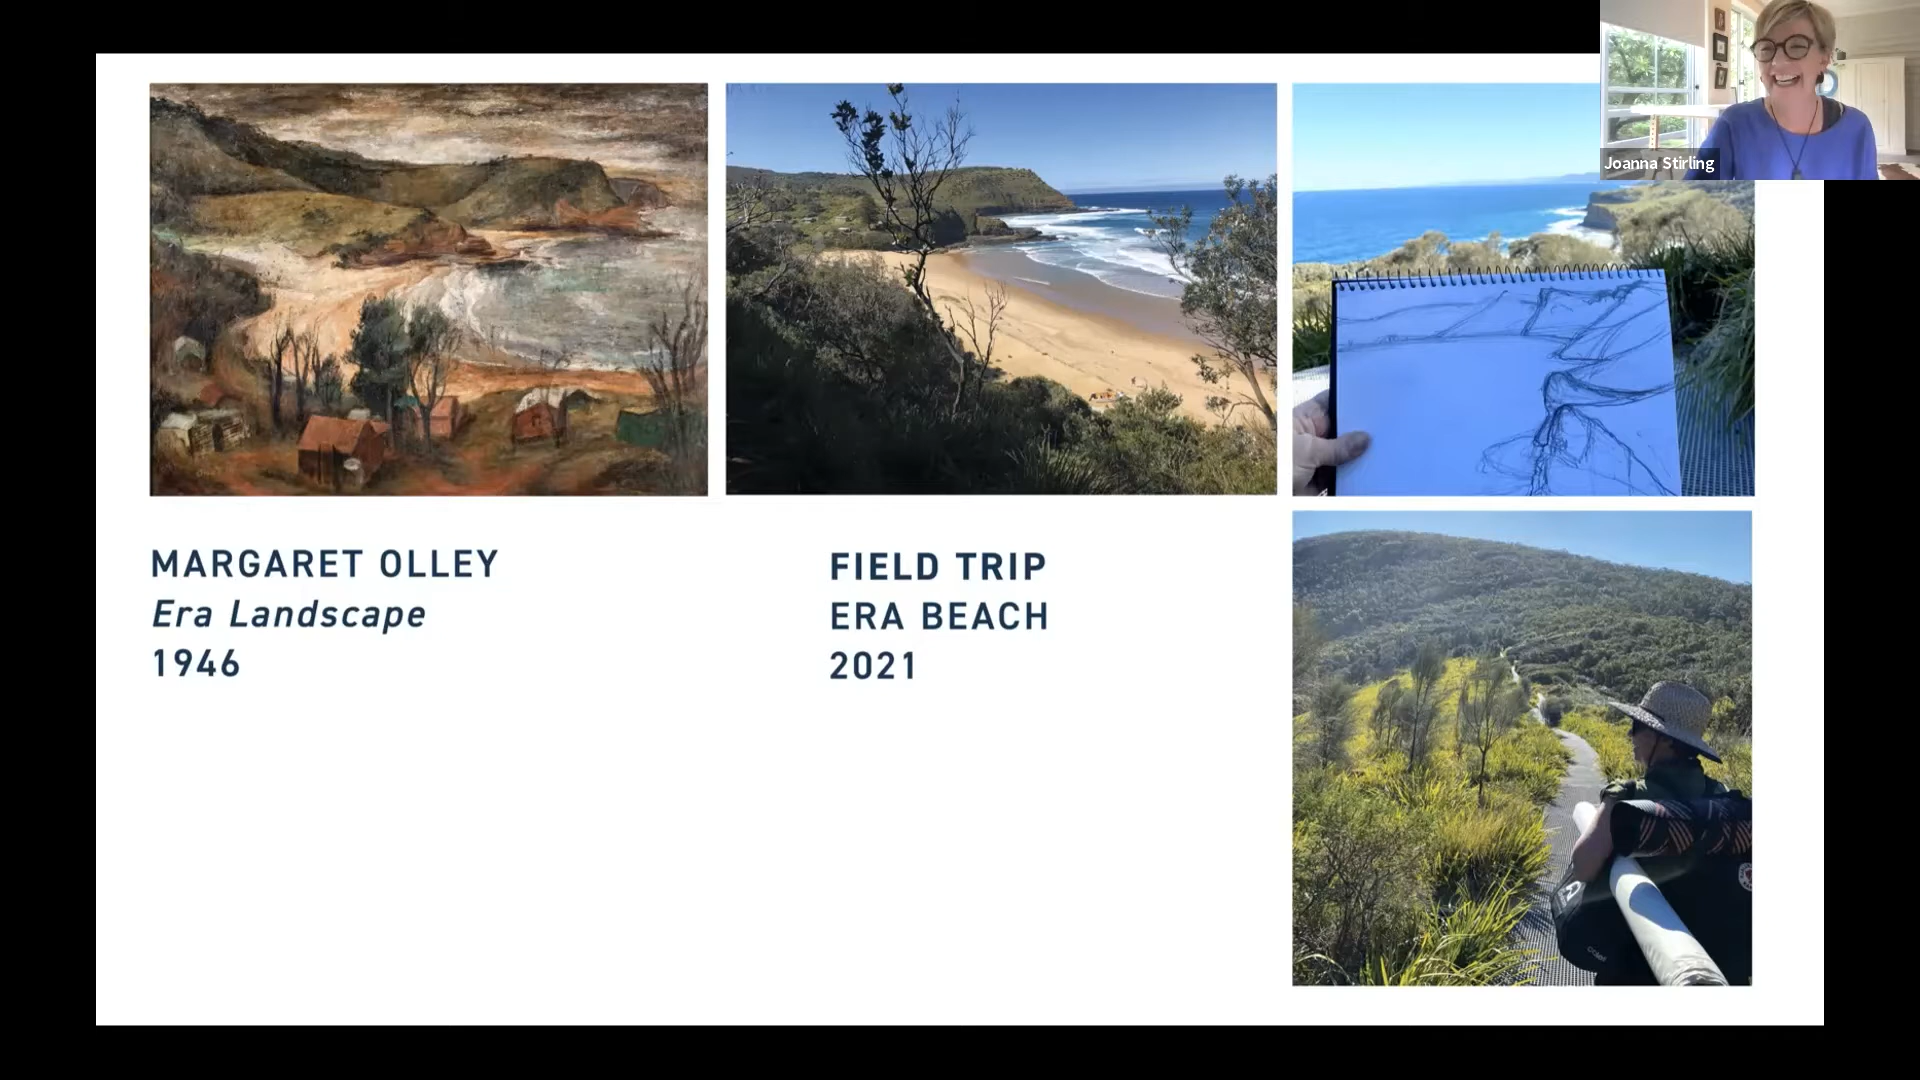 Joanna Stirling
MARGARET OLLEY
Era Landscape
1946
FIELD TRIP
ERA BEACH
2021